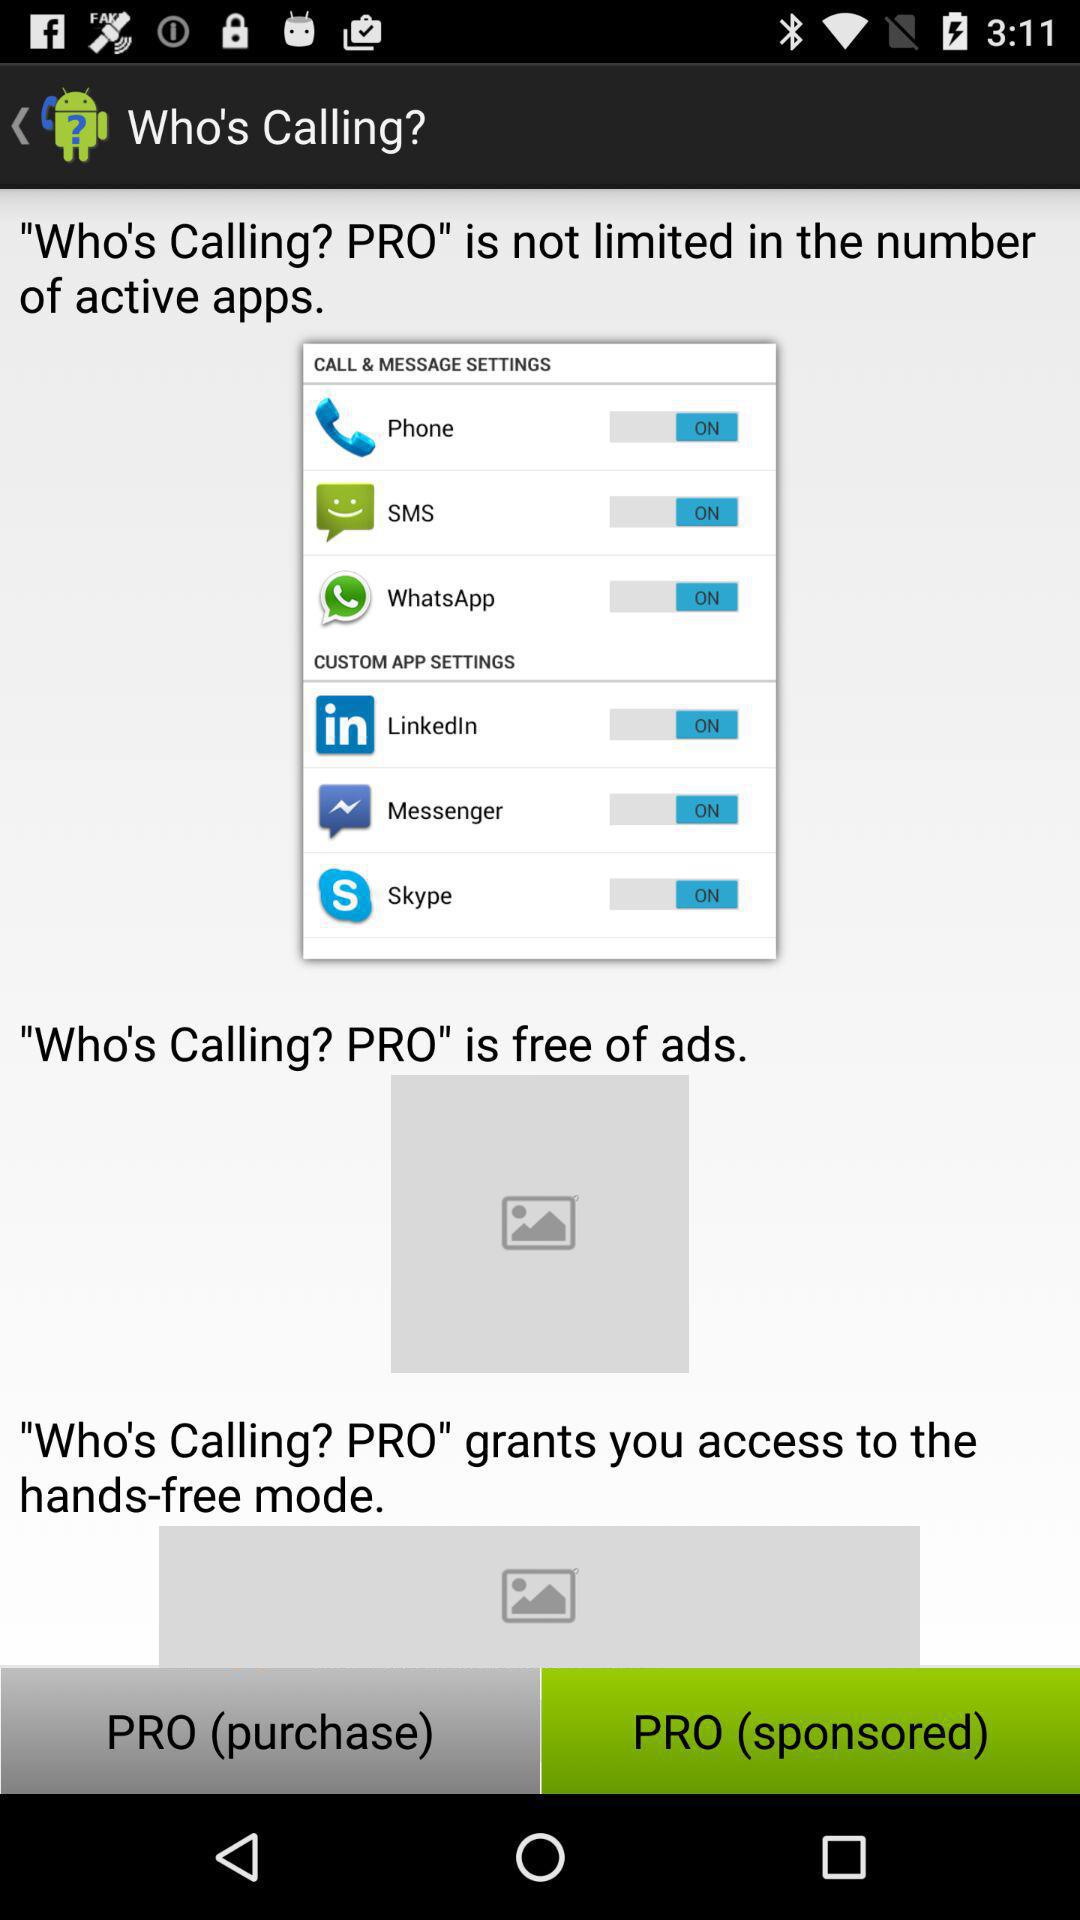 FAKE
3:11
Who's Calling?
"Who's Calling? PRO" is not limited in the number
of active apps.
CALL & MESSAGE SETTINGS
Phone ON
SMS ON
WhatsApp ON
CUSTOM APP SETTINGS
in LinkedIn ON
Messenger ON
S Skype ON
"Who's Calling? PRO" is free of ads.
"Who's Calling? PRO" grants you access to the
hands-free mode.
PRO (purchase) PRO (sponsored)